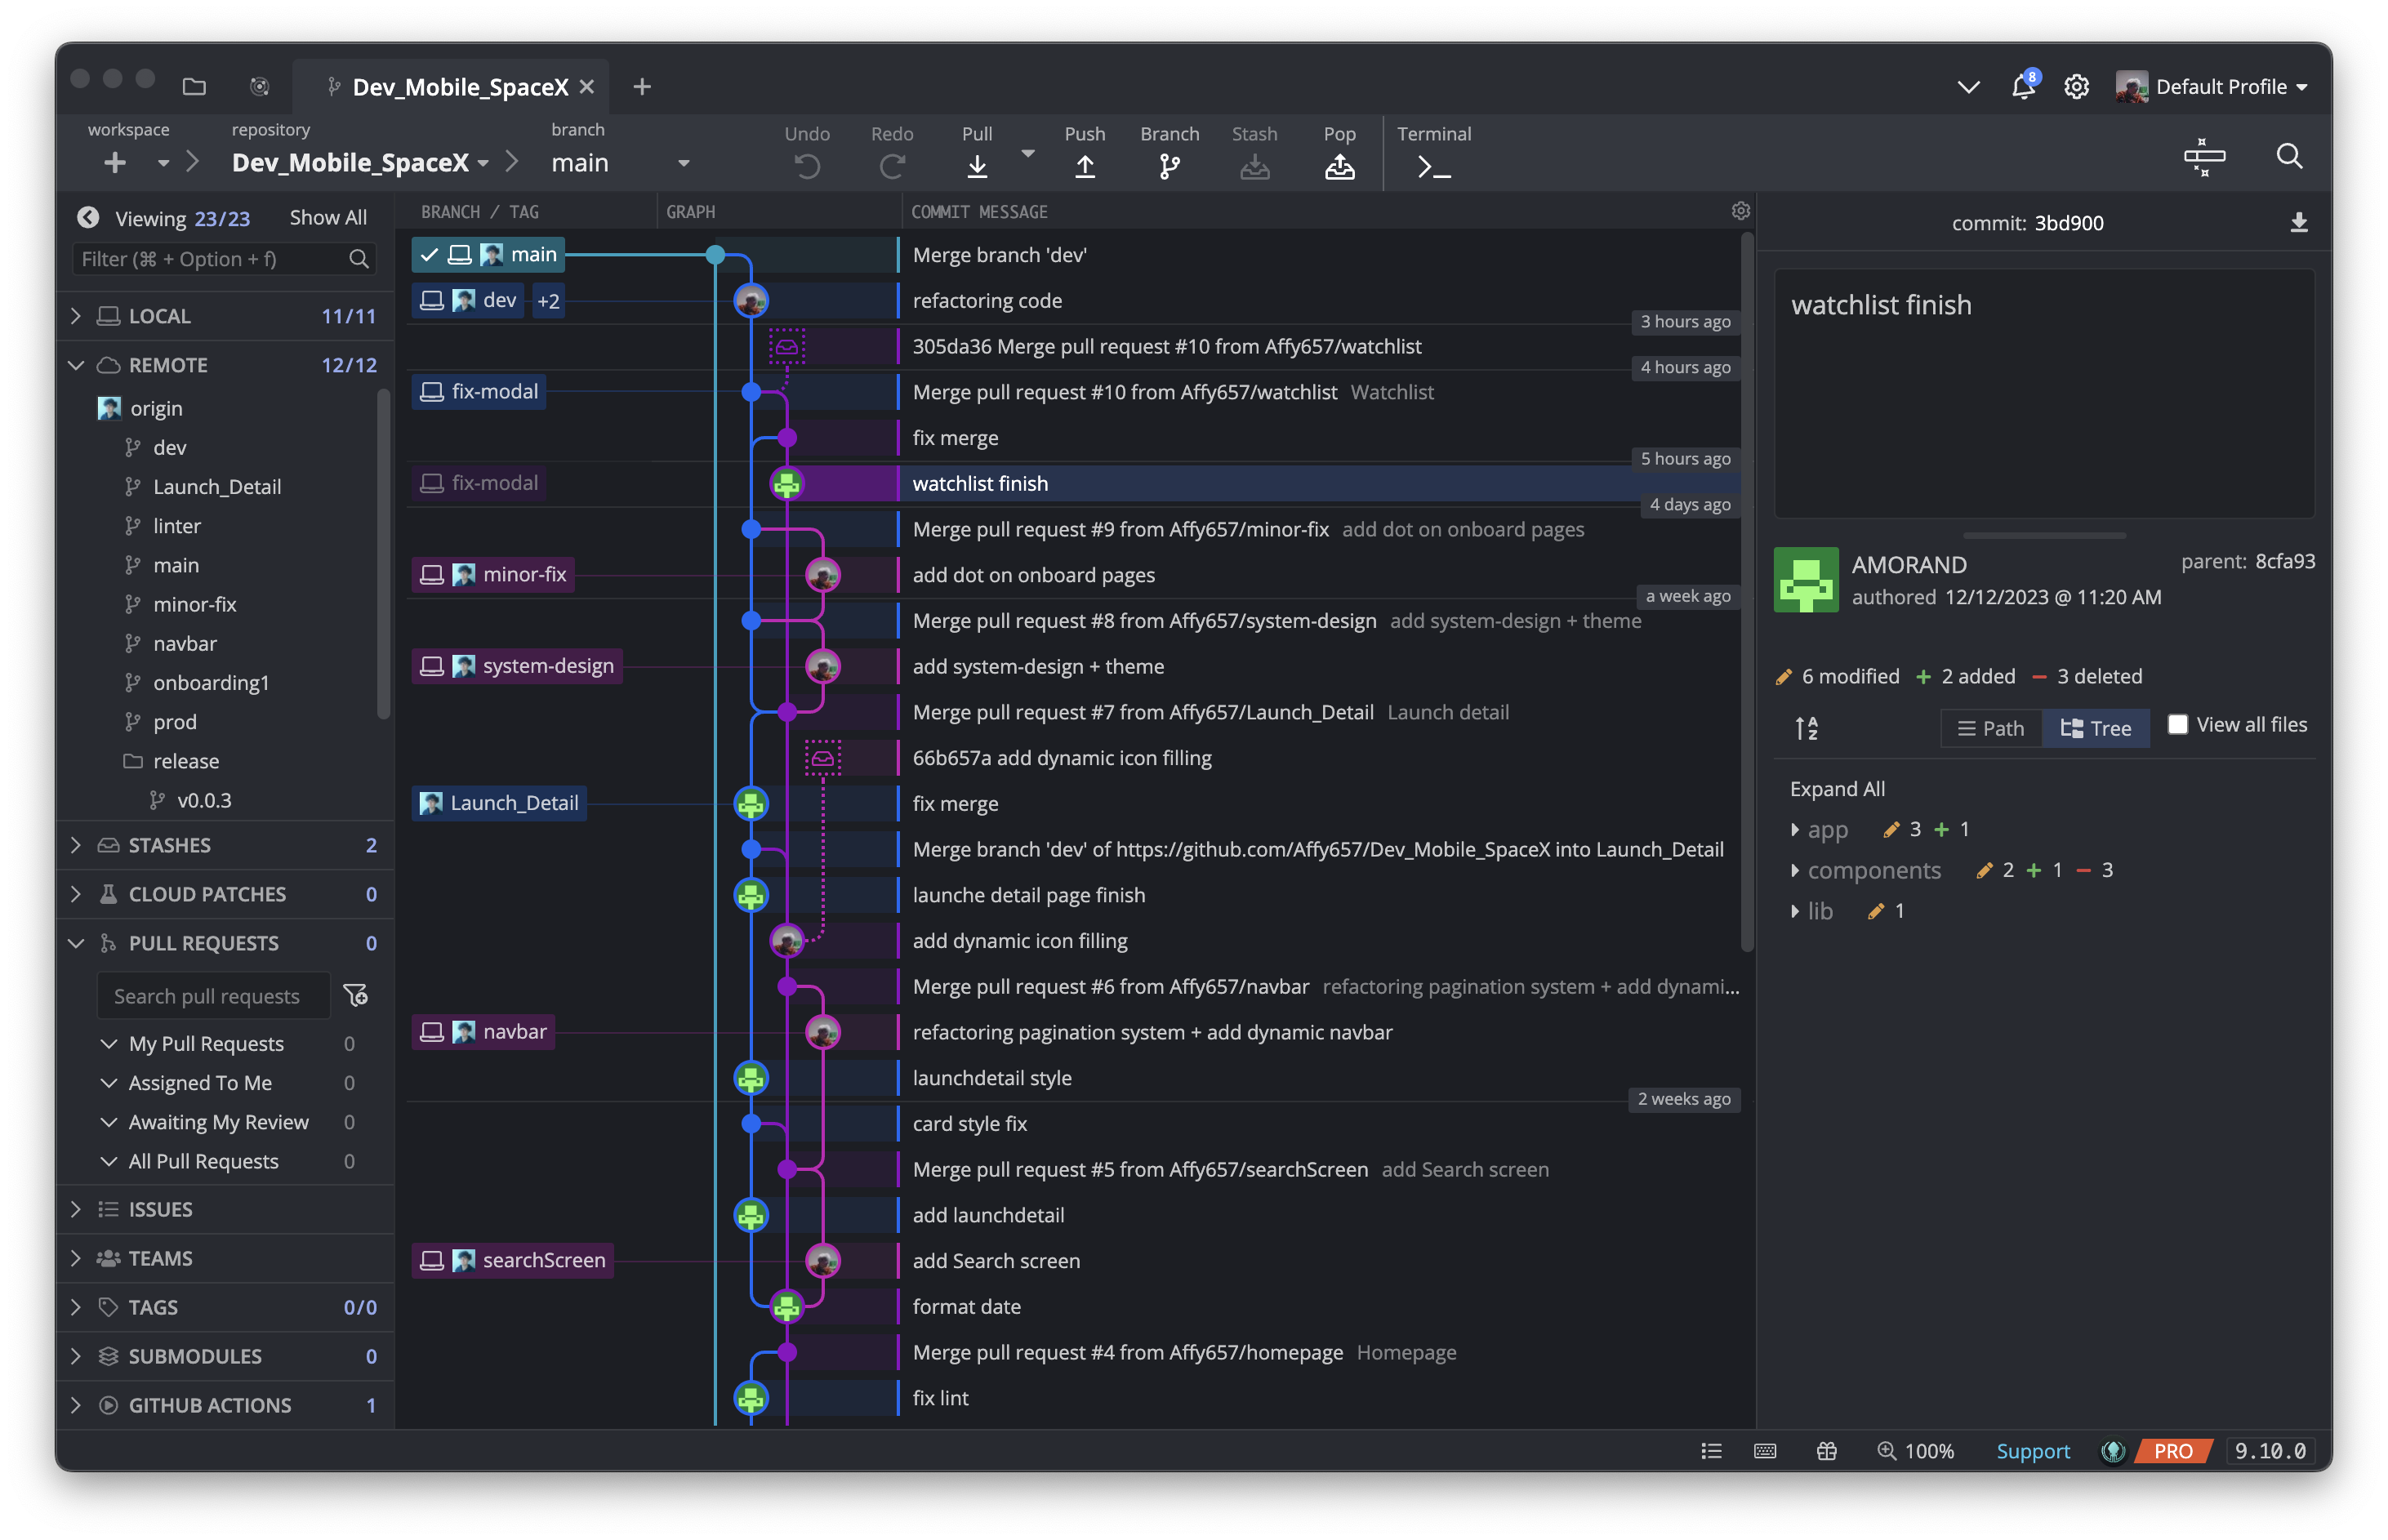 Dev_Mobile_SpaceX
8
Default Profile
workspace
repository
branch
Dev_Mobile_SpaceX
main
Undo
Redo
Pull
Push
Branch
Stash
Pop
Terminal
Viewing 23/23
Show All
Filter (⌘ + Option + f)
LOCAL 11/11
REMOTE 12/12
origin
dev
Launch_Detail
linter
main
minor-fix
navbar
onboarding1
prod
release
v0.0.3
STASHES 2
CLOUD PATCHES 0
PULL REQUESTS 0
Search pull requests
My Pull Requests 0
Assigned To Me 0
Awaiting My Review 0
All Pull Requests 0
ISSUES
TEAMS
TAGS 0/0
SUBMODULES 0
GITHUB ACTIONS 1
BRANCH / TAG
GRAPH
COMMIT MESSAGE
main Merge branch 'dev'
dev +2 refactoring code
3 hours ago
305da36 Merge pull request #10 from Affy657/watchlist
4 hours ago
fix-modal Merge pull request #10 from Affy657/watchlist Watchlist
fix merge
5 hours ago
fix-modal watchlist finish
4 days ago
Merge pull request #9 from Affy657/minor-fix add dot on onboard pages
minor-fix add dot on onboard pages
a week ago
Merge pull request #8 from Affy657/system-design add system-design + theme
system-design add system-design + theme
Merge pull request #7 from Affy657/Launch_Detail Launch detail
66b657a add dynamic icon filling
Launch_Detail fix merge
Merge branch 'dev' of https://github.com/Affy657/Dev_Mobile_SpaceX into Launch_Detail
launche detail page finish
add dynamic icon filling
Merge pull request #6 from Affy657/navbar refactoring pagination system + add dynami...
navbar refactoring pagination system + add dynamic navbar
launchdetail style
2 weeks ago
card style fix
Merge pull request #5 from Affy657/searchScreen add Search screen
add launchdetail
searchScreen add Search screen
format date
Merge pull request #4 from Affy657/homepage Homepage
fix lint
commit: 3bd900
watchlist finish
AMORAND
parent: 8cfa93
authored 12/12/2023 @ 11:20 AM
6 modified + 2 added − 3 deleted
A
Z
Path
Tree
View all files
Expand All
app 3 + 1
components 2 + 1 − 3
lib 1
100%
Support
PRO
9.10.0